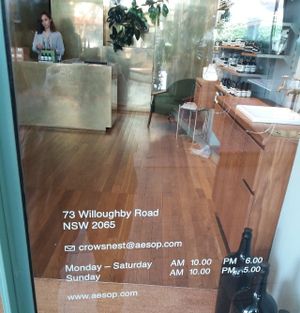 73 Willoughby Road
NSW 2065
crowsnest@aesop.com
Monday – Saturday AM 10.00 PM 6.00
Sunday AM 10.00 PM 5.00
www.aesop.com